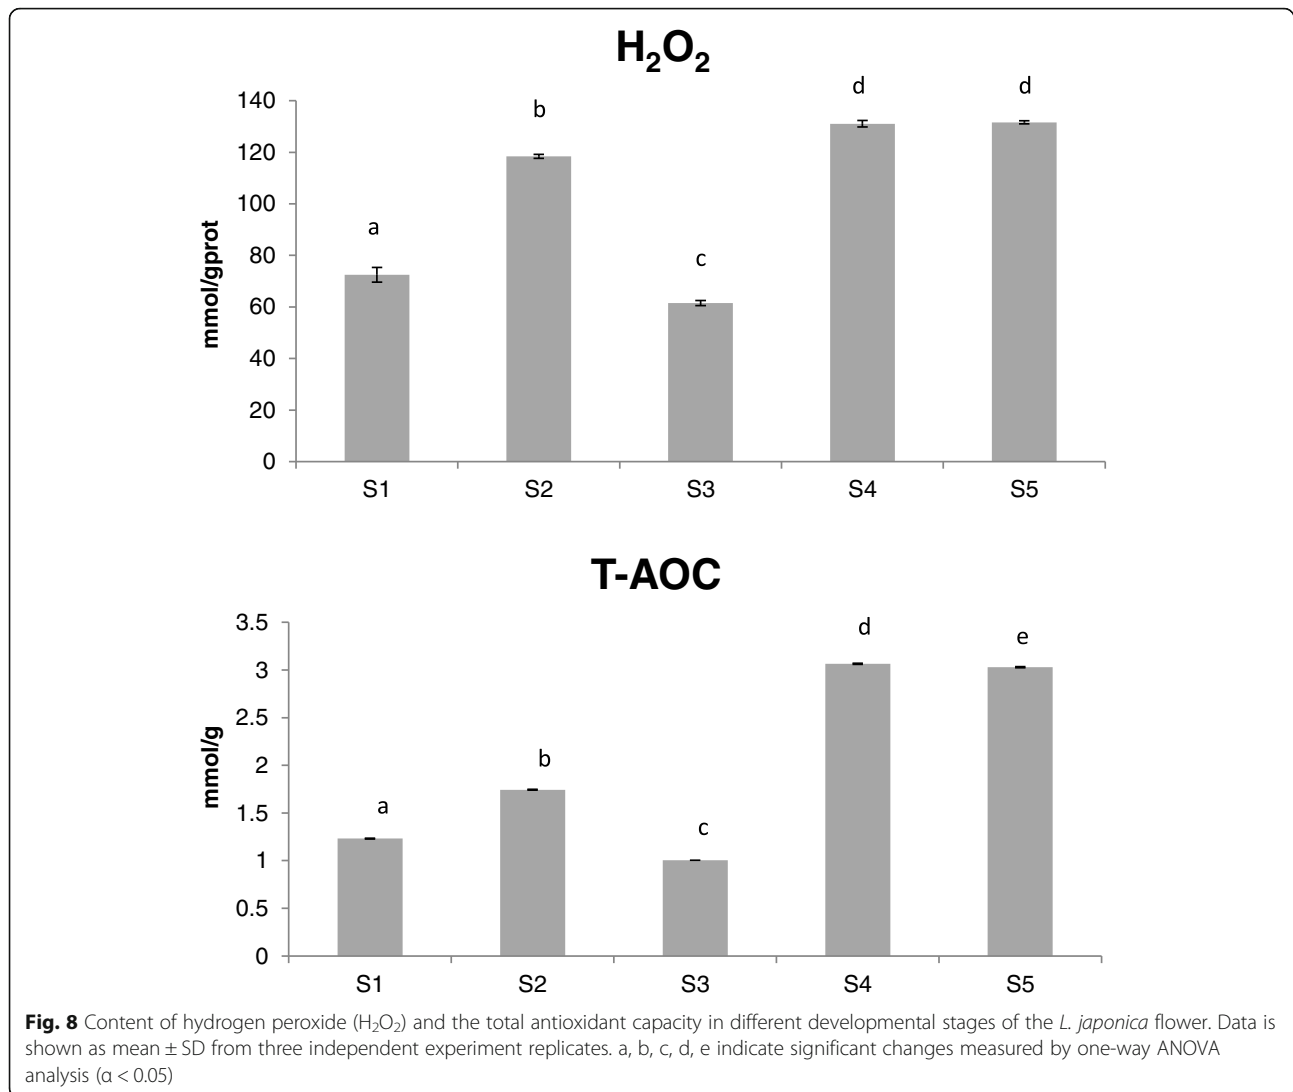 H₂O₂
d d
140
b
120
100
a
80
c
60
40
20
0
mmol/gprot
S1 S2 S3 S4 S5
T-AOC
3.5
d e
3
2.5
2
b
1.5
a
c
1
0.5
0
mmol/g
S1 S2 S3 S4 S5
Fig. 8 Content of hydrogen peroxide (H₂O₂) and the total antioxidant capacity in different developmental stages of the L. japonica flower. Data is
shown as mean ± SD from three independent experiment replicates. a, b, c, d, e indicate significant changes measured by one-way ANOVA
analysis (α < 0.05)